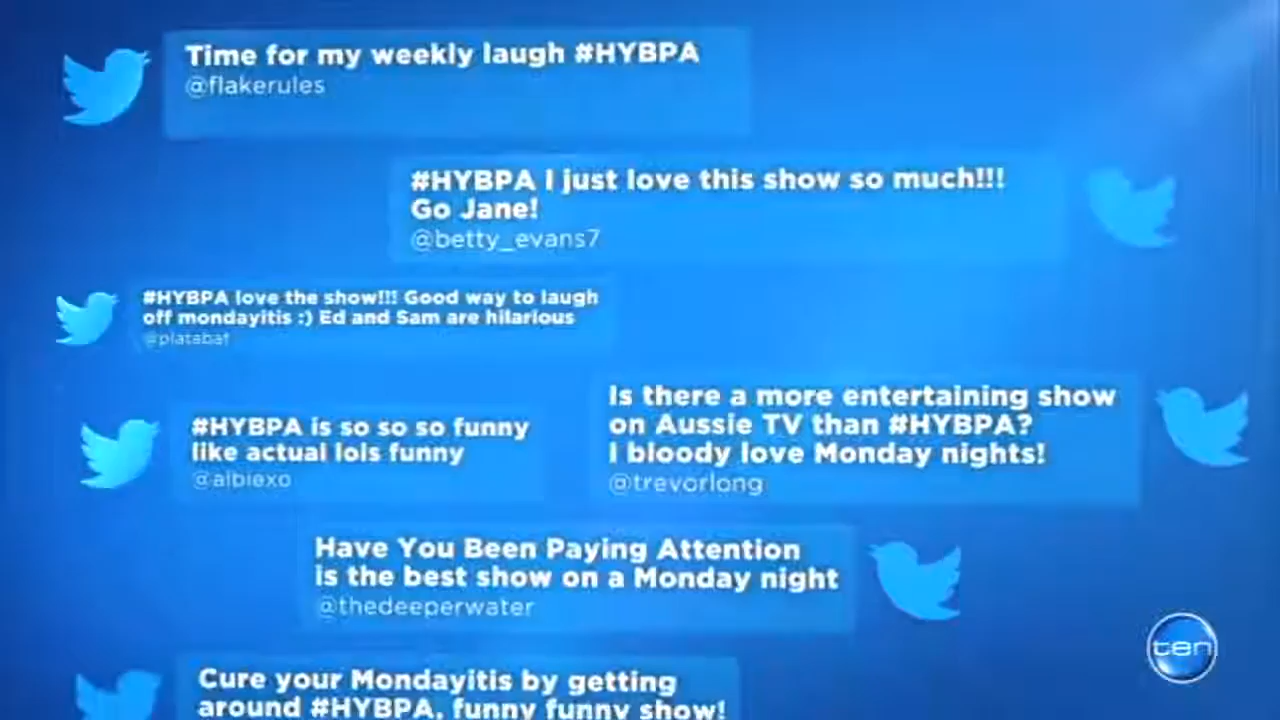 Time for my weekly laugh #HYBPA
@flakerules
#HYBPA I just love this show so much!!!
Go Jane!
@betty_evans7
#HYBPA love the show!!! Good way to laugh
off mondayitis :) Ed and Sam are hilarious
@platabat
#HYBPA is so so so funny
like actual lols funny
@albiexo
Is there a more entertaining show
on Aussie TV than #HYBPA?
I bloody love Monday nights!
@trevorlong
Have You Been Paying Attention
is the best show on a Monday night
@thedeeperwater
Cure your Mondayitis by getting
around #HYBPA, funny funny show!
ten